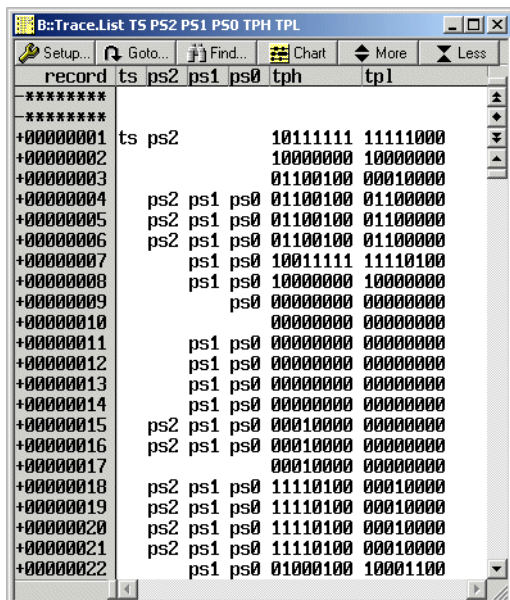 B::Trace.List TS PS2 PS1 PS0 TPH TPL
Setup... Goto... Find... Chart More Less
record ts ps2 ps1 ps0 tph tpl
-********
-********
+00000001 ts ps2 10111111 11111000
+00000002 10000000 10000000
+00000003 01100100 00010000
+00000004 ps2 ps1 ps0 01100100 01100000
+00000005 ps2 ps1 ps0 01100100 01100000
+00000006 ps2 ps1 ps0 01100100 01100000
+00000007 ps1 ps0 10011111 11110100
+00000008 ps1 ps0 10000000 10000000
+00000009 ps0 00000000 00000000
+00000010 00000000 00000000
+00000011 ps1 ps0 00000000 00000000
+00000012 ps1 ps0 00000000 00000000
+00000013 ps1 ps0 00000000 00000000
+00000014 ps1 ps0 00000000 00000000
+00000015 ps2 ps1 ps0 00010000 00000000
+00000016 ps2 ps1 ps0 00010000 00000000
+00000017 00010000 00000000
+00000018 ps2 ps1 ps0 11110100 00010000
+00000019 ps2 ps1 ps0 11110100 00010000
+00000020 ps2 ps1 ps0 11110100 00010000
+00000021 ps2 ps1 ps0 11110100 00010000
+00000022 ps1 ps0 01000100 10001100